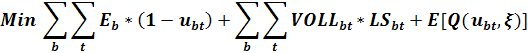 Min ∑_b ∑_t E_b * (1 − u_bt) + ∑_b ∑_t VOLL_bt * LS_bt + E[Q(u_bt, ξ)]